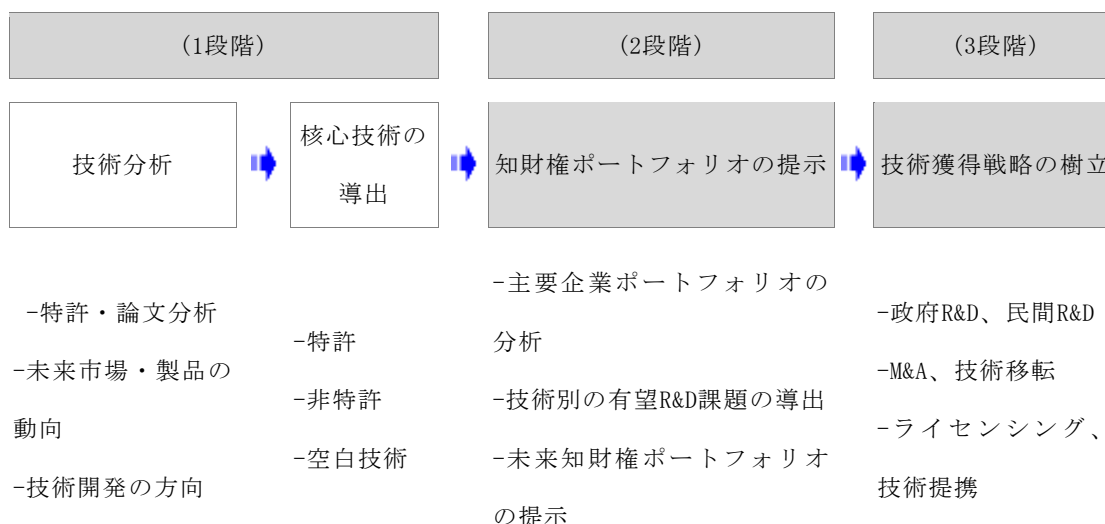 (1段階)
(2段階)
(3段階)
技術分析
核心技術の
導出
知財権ポートフォリオの提示
技術獲得戦略の樹立
-特許・論文分析
-未来市場・製品の
動向
-技術開発の方向
-特許
-非特許
-空白技術
-主要企業ポートフォリオの
分析
-技術別の有望R&D課題の導出
-未来知財権ポートフォリオ
の提示
-政府R&D、民間R&D
-M&A、技術移転
-ライセンシング、
技術提携